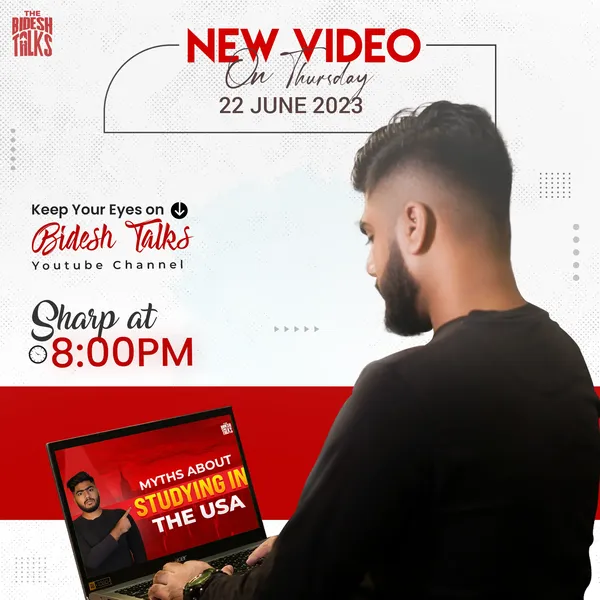 THE
BIDESH
TALKS
NEW VIDEO
On Thursday
22 JUNE 2023
Keep Your Eyes on
Bidesh Talks
Youtube Channel
Sharp at
8:00PM
MYTHS ABOUT
STUDYING IN
THE USA
acer